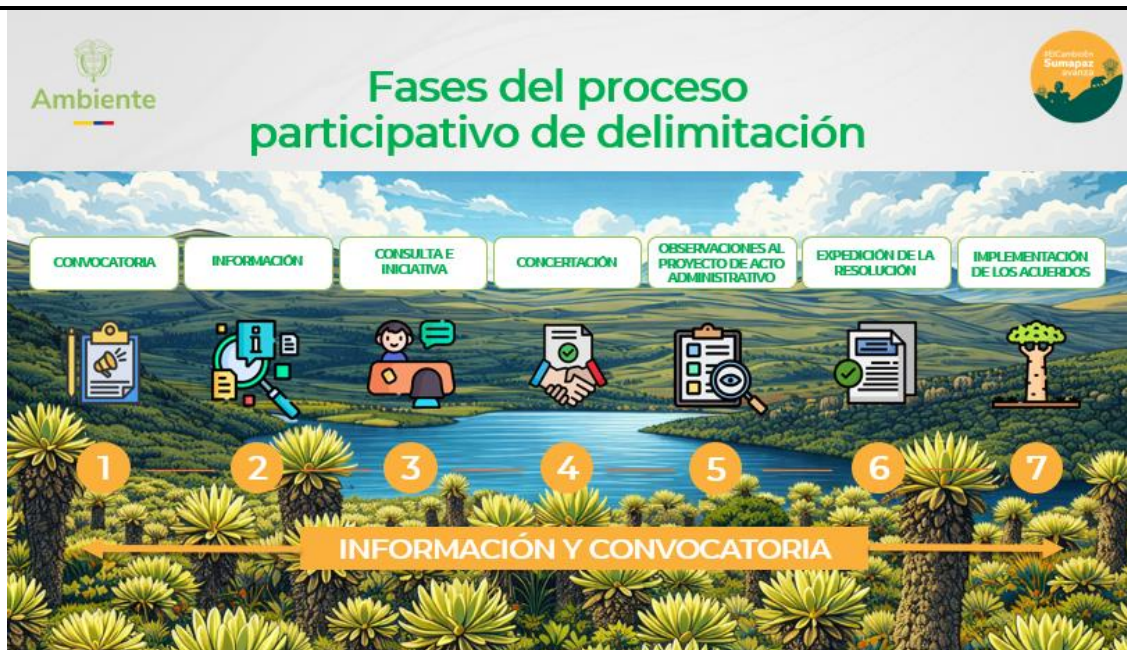 Ambiente
Fases del proceso
participativo de delimitación
#ElCambioEn
Sumapaz
avanza
CONVOCATORIA
INFORMACIÓN
CONSULTA E
INICIATIVA
CONCERTACIÓN
OBSERVACIONES AL
PROYECTO DE ACTO
ADMINISTRATIVO
EXPEDICIÓN DE LA
RESOLUCIÓN
IMPLEMENTACIÓN
DE LOS ACUERDOS
1
2
3
4
5
6
7
INFORMACIÓN Y CONVOCATORIA